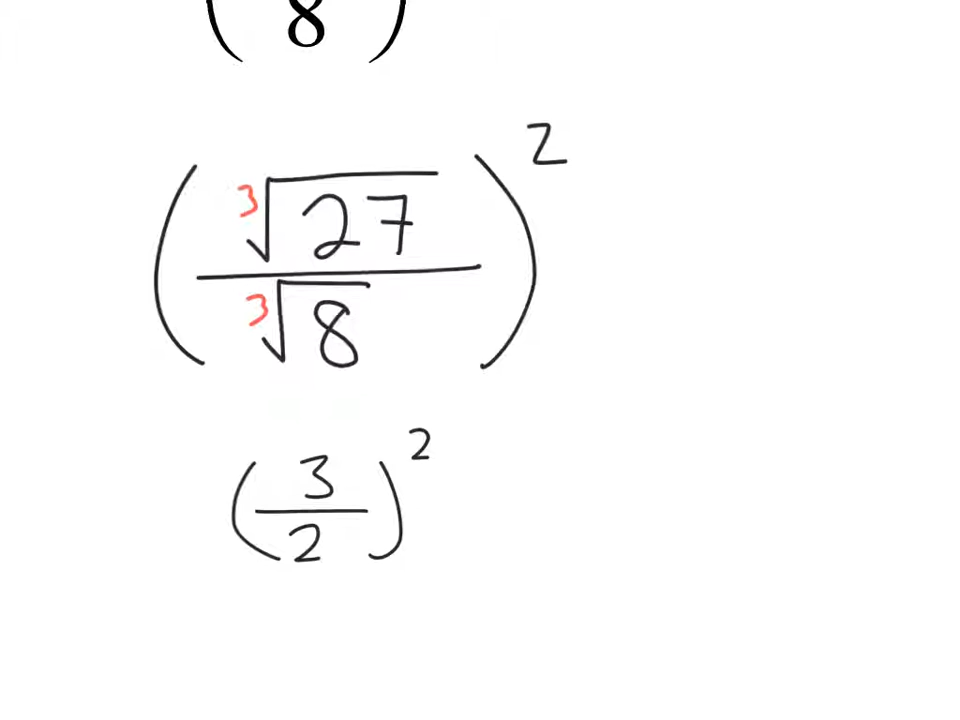 ( 8 )
(∛27 / ∛8)²
(3/2)²